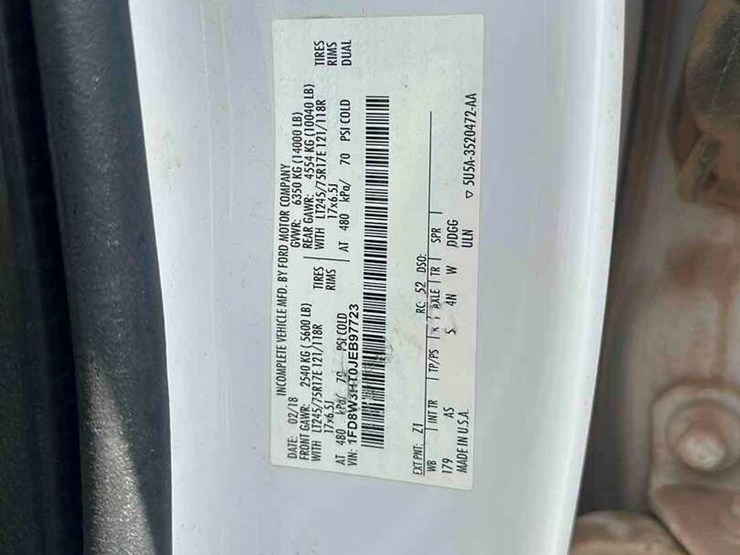 INCOMPLETE VEHICLE MFD. BY FORD MOTOR COMPANY
DATE: 02/18 GVWR: 6350 KG (14000 LB)
FRONT GAWR: 2540 KG (5600 LB) REAR GAWR: 4554 KG (10040 LB)
WITH LT245/75R17E 121/118R TIRES WITH LT245/75R17E 121/118R TIRES
17x6.5J RIMS 17x6.5J RIMS
AT 480 kPa/ 70 PSI COLD AT 480 kPa/ 70 PSI COLD DUAL
VIN: 1FD8W3HT0JEB97723
EXT PNT: Z1 RC: 52 DSO:
WB INT TR TP/PS AXLE TR SPR
179 AS 5 4N W DDGG
MADE IN U.S.A. ULN
▽ 5U5A-3520472-AA